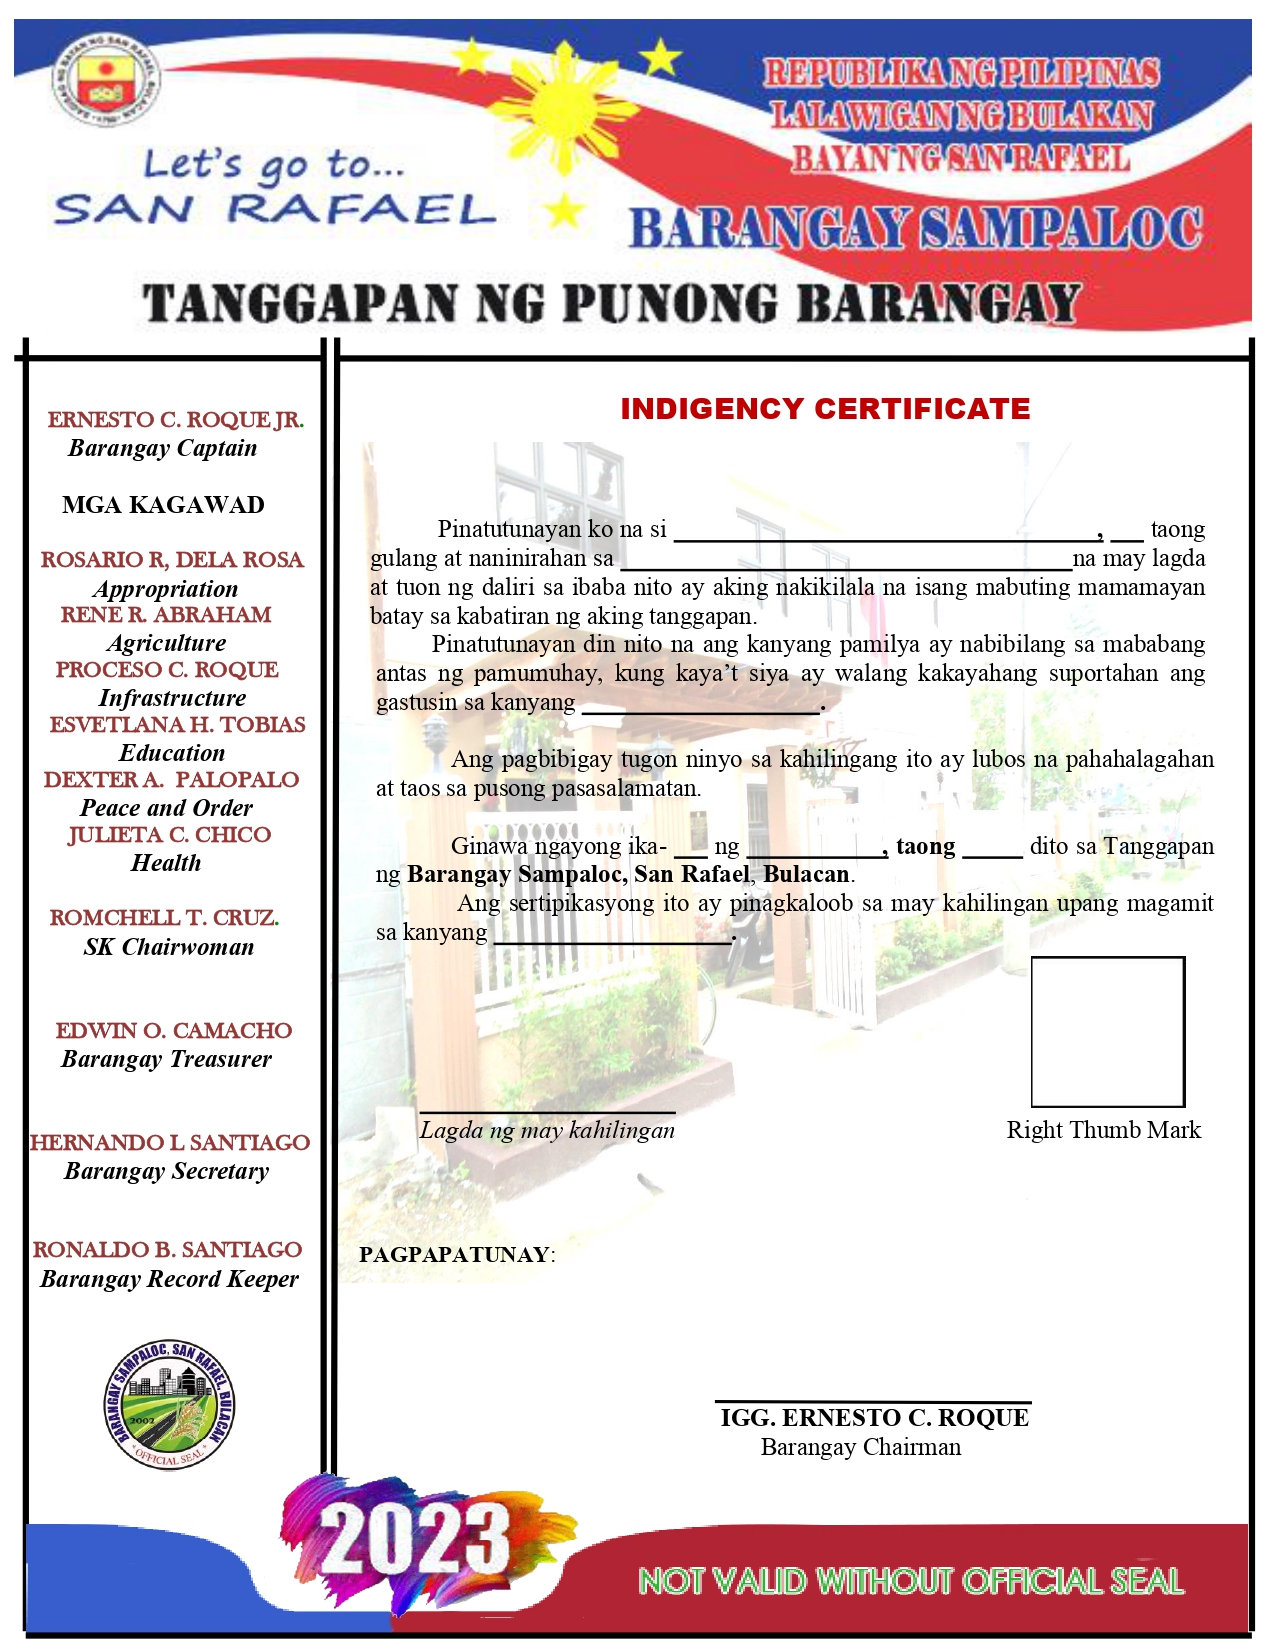 REPUBLIKA NG PILIPINAS
LALAWIGAN NG BULAKAN
BAYAN NG SAN RAFAEL
Let's go to...
SAN RAFAEL
BARANGAY SAMPALOC
TANGGAPAN NG PUNONG BARANGAY
ERNESTO C. ROQUE JR.
Barangay Captain
MGA KAGAWAD
ROSARIO R, DELA ROSA
Appropriation
RENE R. ABRAHAM
Agriculture
PROCESO C. ROQUE
Infrastructure
ESVETLANA H. TOBIAS
Education
DEXTER A. PALOPALO
Peace and Order
JULIETA C. CHICO
Health
ROMCHELL T. CRUZ.
SK Chairwoman
EDWIN O. CAMACHO
Barangay Treasurer
HERNANDO L SANTIAGO
Barangay Secretary
RONALDO B. SANTIAGO
Barangay Record Keeper
BARANGAY SAMPALOC, SAN RAFAEL, BULACAN
2002
OFFICIAL SEAL
INDIGENCY CERTIFICATE
Pinatutunayan ko na si ________________________________, ___ taong
gulang at naninirahan sa __________________________________na may lagda
at tuon ng daliri sa ibaba nito ay aking nakikilala na isang mabuting mamamayan
batay sa kabatiran ng aking tanggapan.
Pinatutunayan din nito na ang kanyang pamilya ay nabibilang sa mababang
antas ng pamumuhay, kung kaya't siya ay walang kakayahang suportahan ang
gastusin sa kanyang __________________.
Ang pagbibigay tugon ninyo sa kahilingang ito ay lubos na pahahalagahan
at taos sa pusong pasasalamatan.
Ginawa ngayong ika- ___ ng __________, taong _____ dito sa Tanggapan
ng Barangay Sampaloc, San Rafael, Bulacan.
Ang sertipikasyong ito ay pinagkaloob sa may kahilingan upang magamit
sa kanyang __________________.
Lagda ng may kahilingan
Right Thumb Mark
PAGPAPATUNAY:
IGG. ERNESTO C. ROQUE
Barangay Chairman
2023
NOT VALID WITHOUT OFFICIAL SEAL